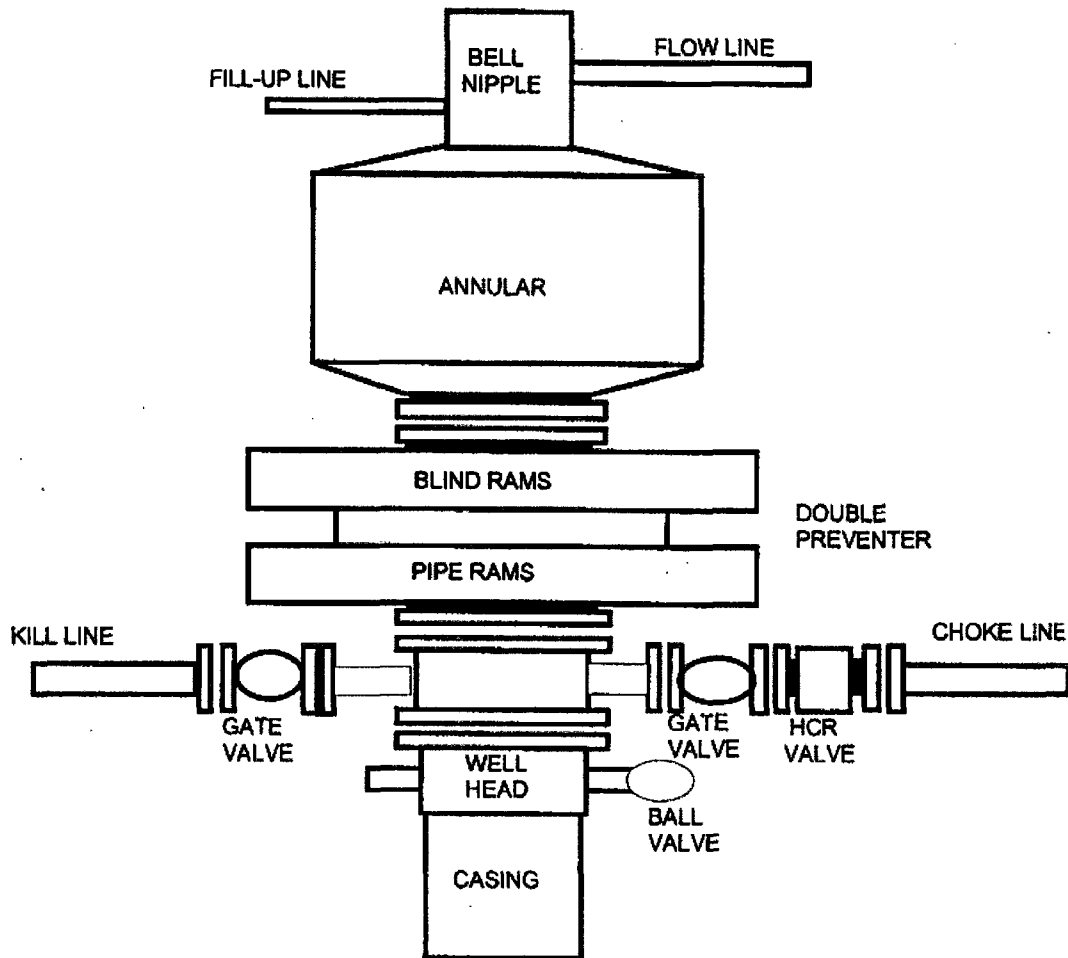 FLOW LINE
BELL
NIPPLE
FILL-UP LINE
ANNULAR
BLIND RAMS
DOUBLE
PREVENTER
PIPE RAMS
KILL LINE
CHOKE LINE
GATE
VALVE
GATE
VALVE
HCR
VALVE
WELL
HEAD
BALL
VALVE
CASING